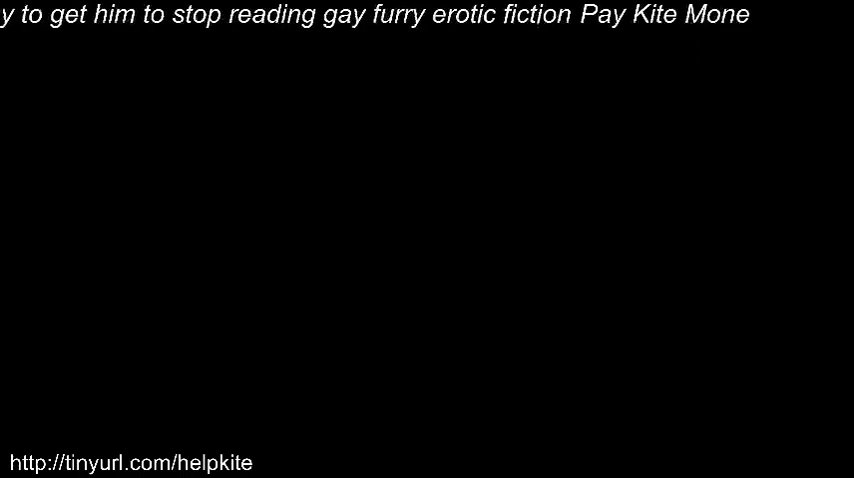 y to get him to stop reading gay furry erotic fiction Pay Kite Mone
http://tinyurl.com/helpkite